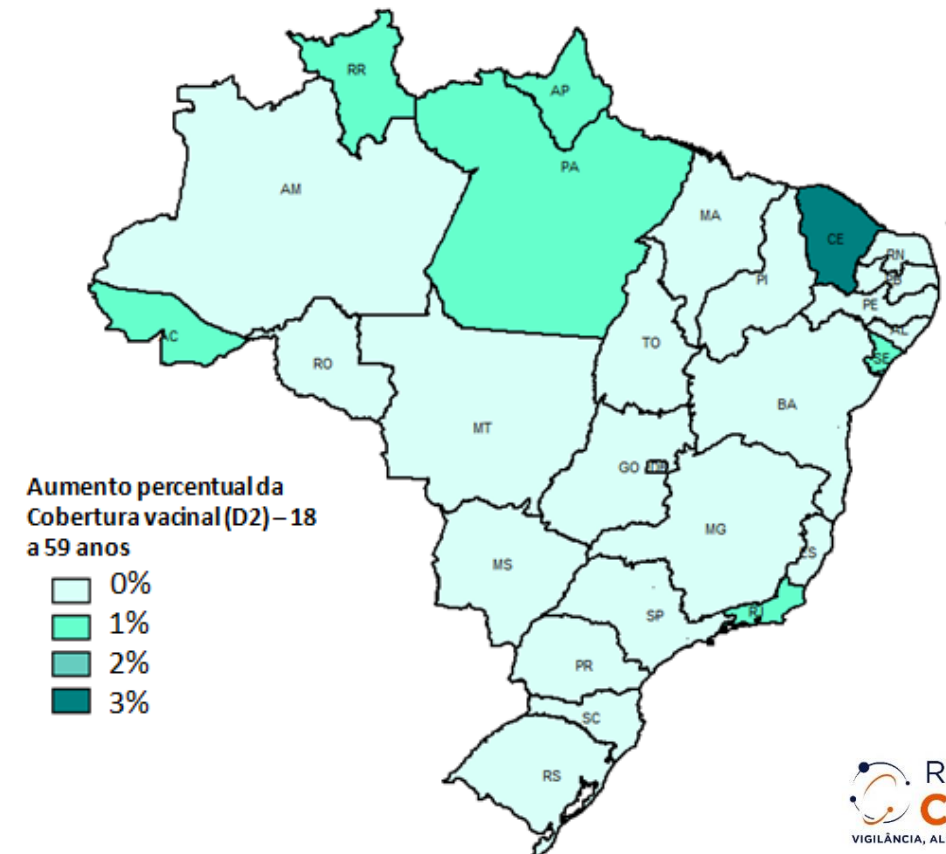 RR
AP
AM
PA
MA
CE
RN
PB
PI
PE
AL
AC
SE
TO
RO
BA
MT
GO
DF
MG
ES
MS
SP
RJ
PR
SC
RS
Aumento percentual da
Cobertura vacinal (D2) – 18
a 59 anos
0%
1%
2%
3%
R
C
VIGILÂNCIA, AL